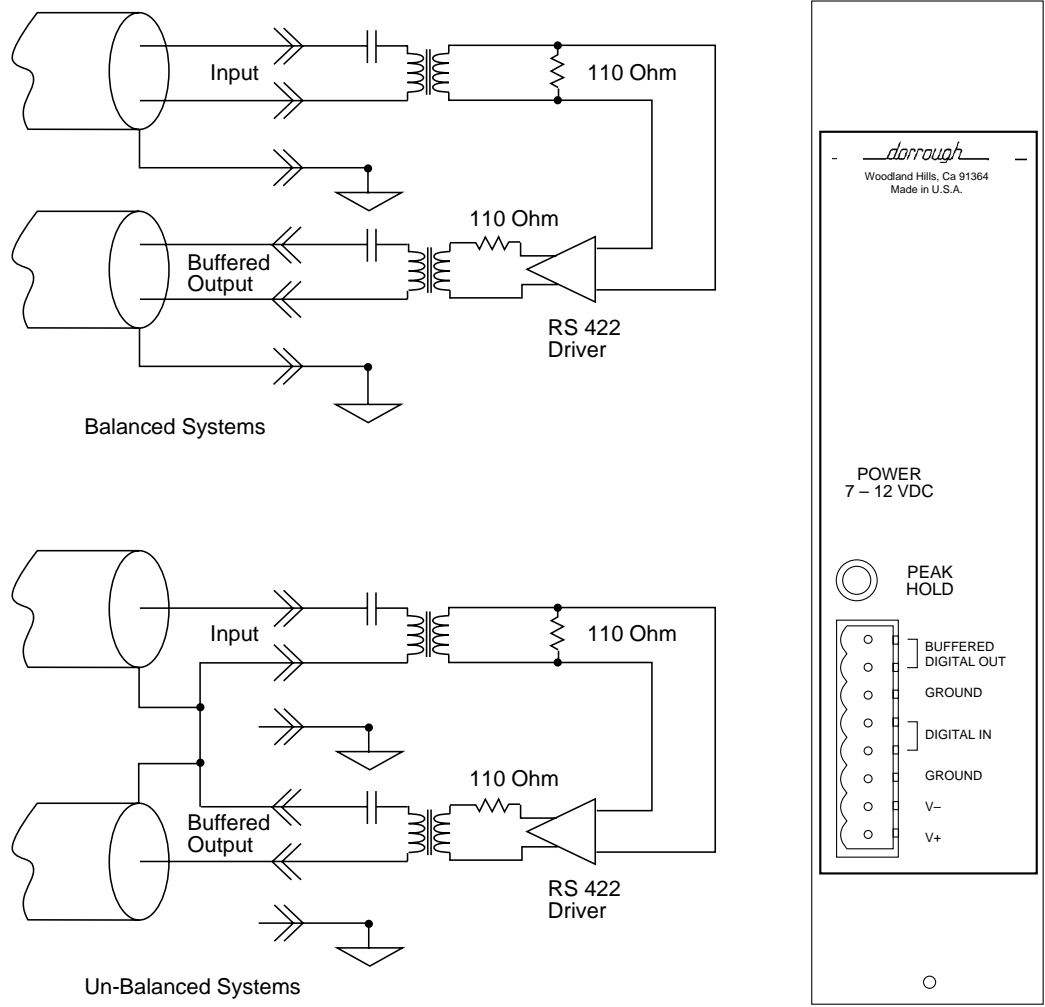 Input
110 Ohm
110 Ohm
Buffered
Output
RS 422
Driver
Balanced Systems
Input
110 Ohm
110 Ohm
Buffered
Output
RS 422
Driver
Un-Balanced Systems
dorrough
Woodland Hills, Ca 91364
Made in U.S.A.
POWER
7 – 12 VDC
PEAK
HOLD
BUFFERED
DIGITAL OUT
GROUND
DIGITAL IN
GROUND
V–
V+